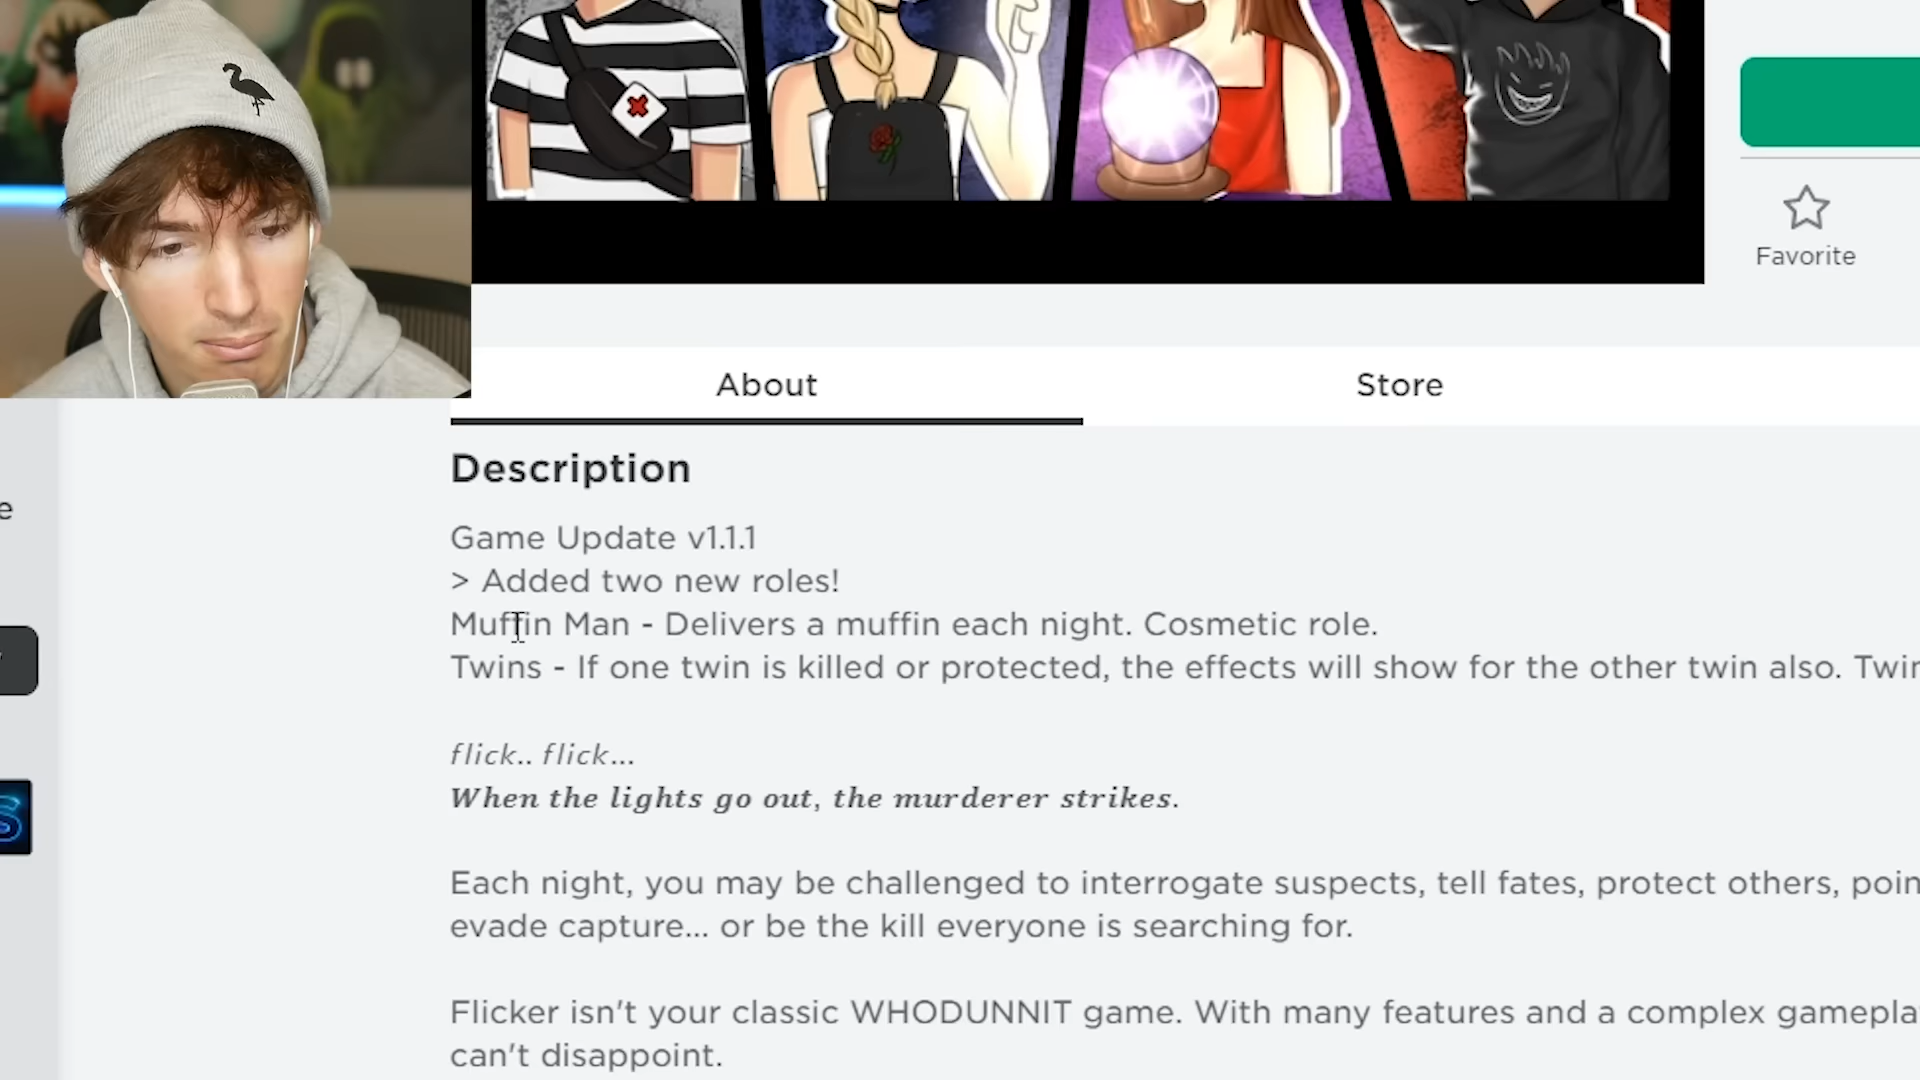 Favorite
About
Store
Description
Game Update v1.1.1
> Added two new roles!
Muffin Man - Delivers a muffin each night. Cosmetic role.
Twins - If one twin is killed or protected, the effects will show for the other twin also.
flick.. flick...
When the lights go out, the murderer strikes.
Each night, you may be challenged to interrogate suspects, tell fates, protect others,
evade capture... or be the kill everyone is searching for.
Flicker isn't your classic WHODUNNIT game. With many features and a complex
can't disappoint.